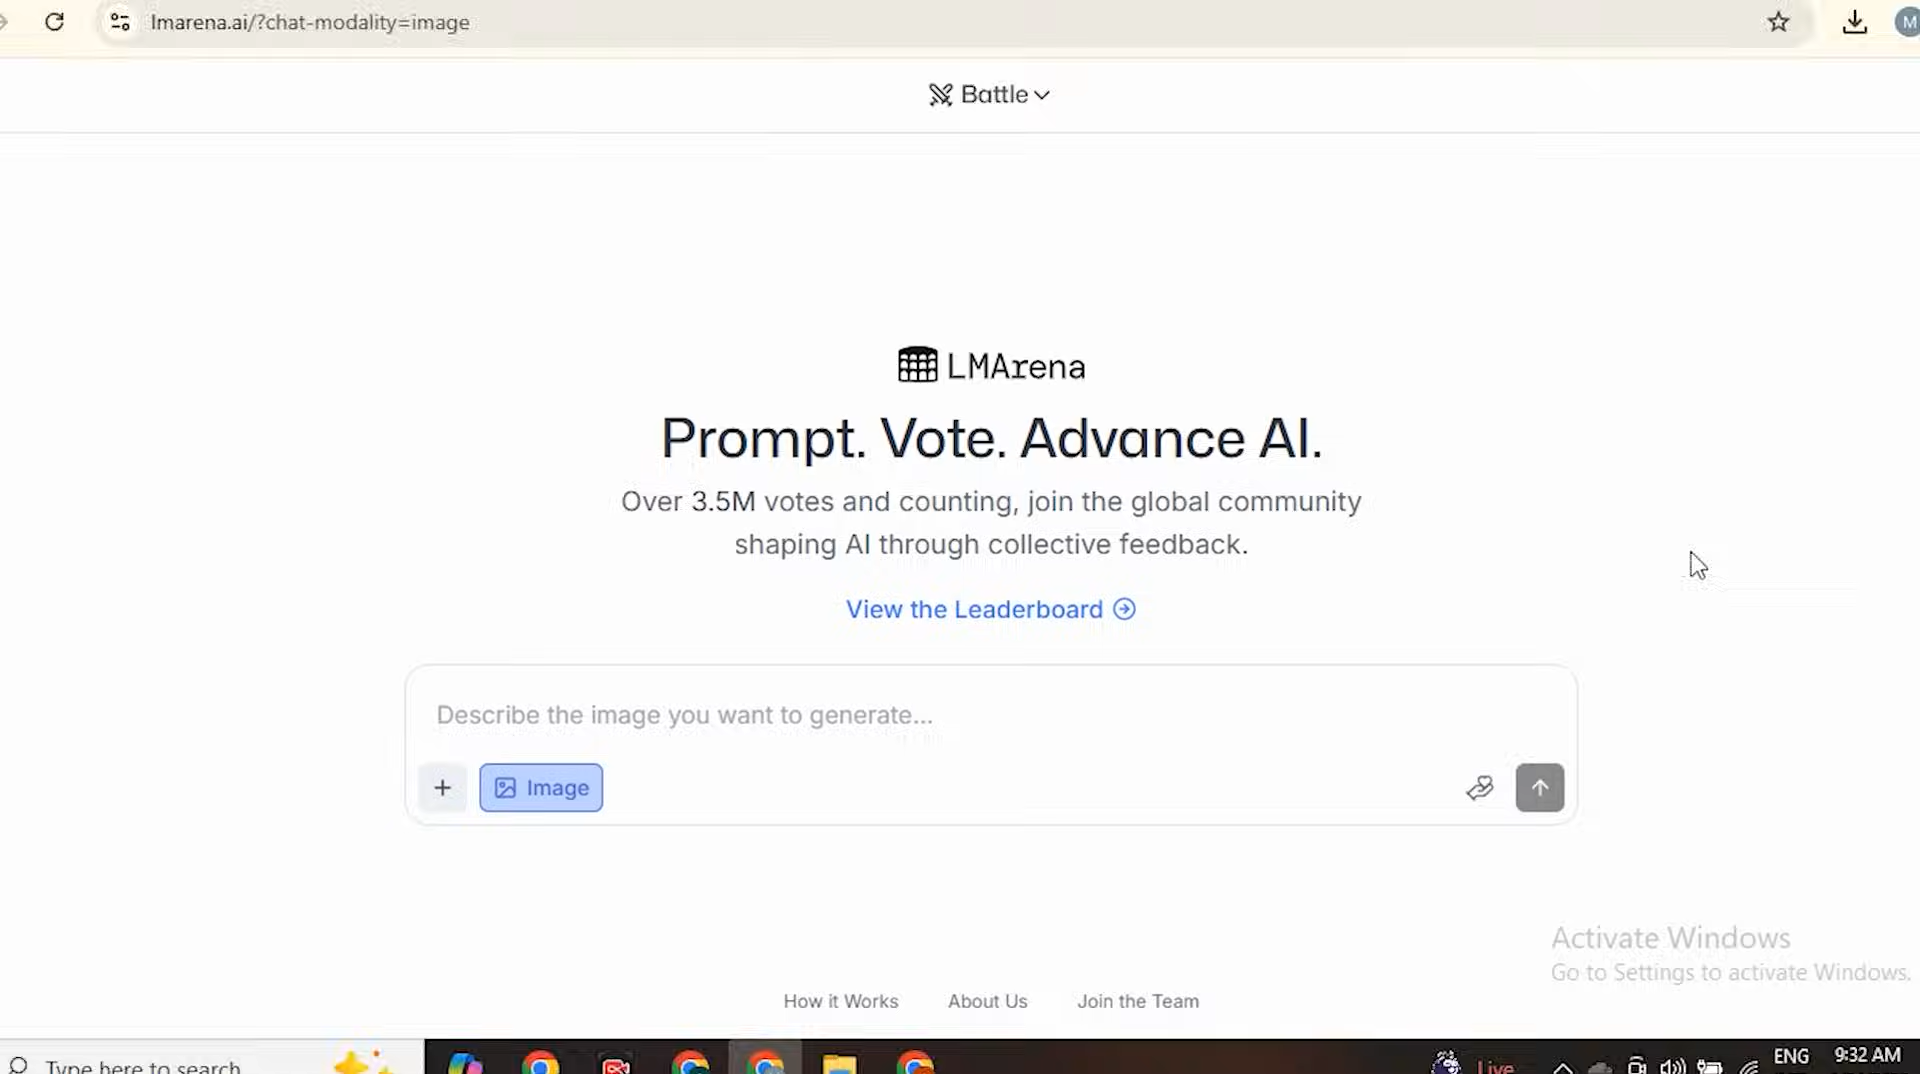 lmarena.ai/?chat-modality=image
M
Battle
LMArena
Prompt. Vote. Advance AI.
Over 3.5M votes and counting, join the global community
shaping AI through collective feedback.
View the Leaderboard
Describe the image you want to generate...
+ Image
Activate Windows
Go to Settings to activate Windows.
How it Works About Us Join the Team
Type here to search
Live
ENG 9:32 AM